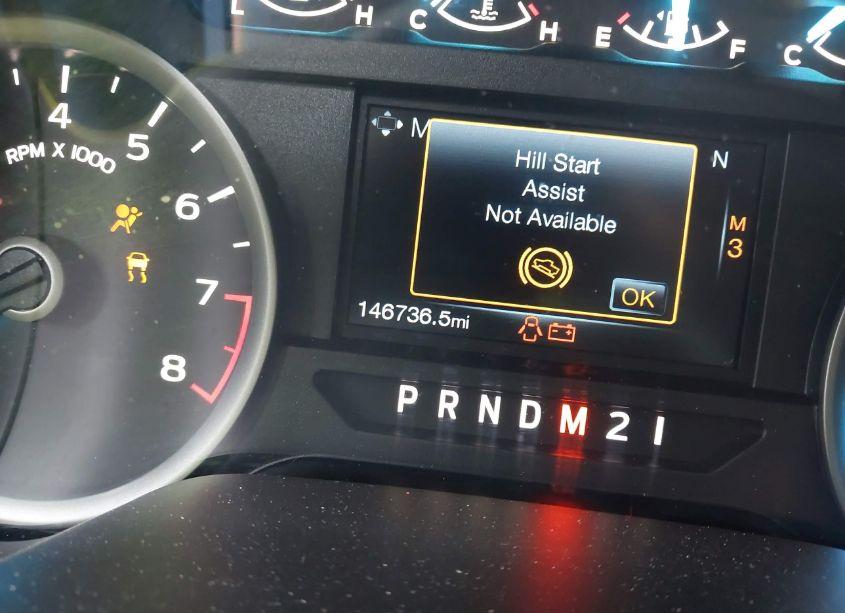 L H
C H
E F
C
4
5
RPM X 1000
6
7
8
M
N
Hill Start
Assist
Not Available
OK
M
3
146736.5mi
P R N D M 2 1